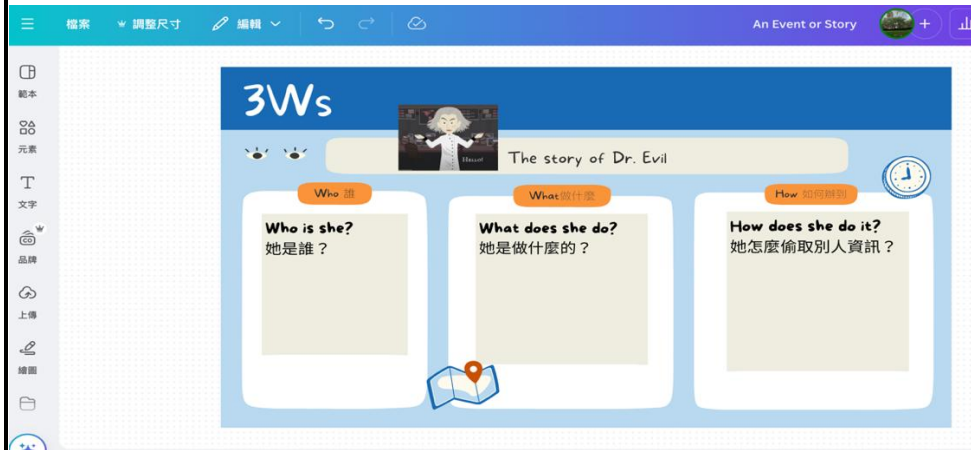 檔案
調整尺寸
編輯
An Event or Story
範本
元素
文字
品牌
上傳
繪圖
3Ws
The story of Dr. Evil
Who 誰
Who is she?
她是誰？
What做什麼
What does she do?
她是做什麼的？
How 如何辦到
How does she do it?
她怎麼偷取別人資訊？